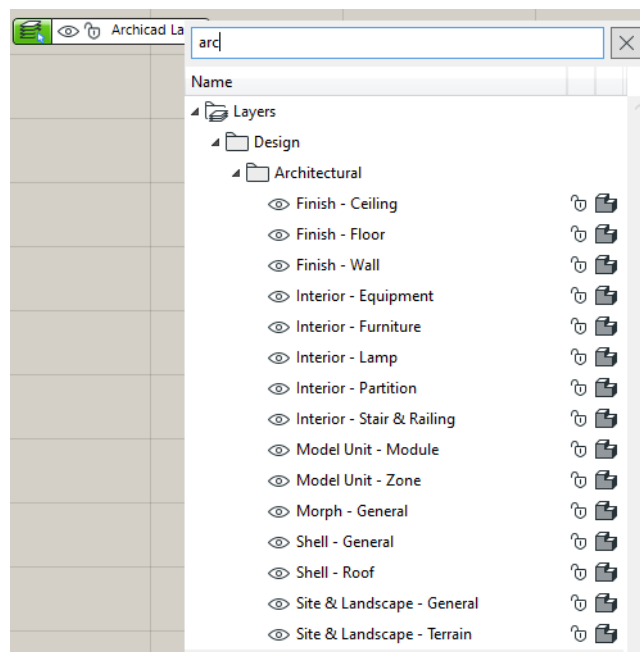 Archicad La
arc
Name
Layers
Design
Architectural
Finish - Ceiling
Finish - Floor
Finish - Wall
Interior - Equipment
Interior - Furniture
Interior - Lamp
Interior - Partition
Interior - Stair & Railing
Model Unit - Module
Model Unit - Zone
Morph - General
Shell - General
Shell - Roof
Site & Landscape - General
Site & Landscape - Terrain